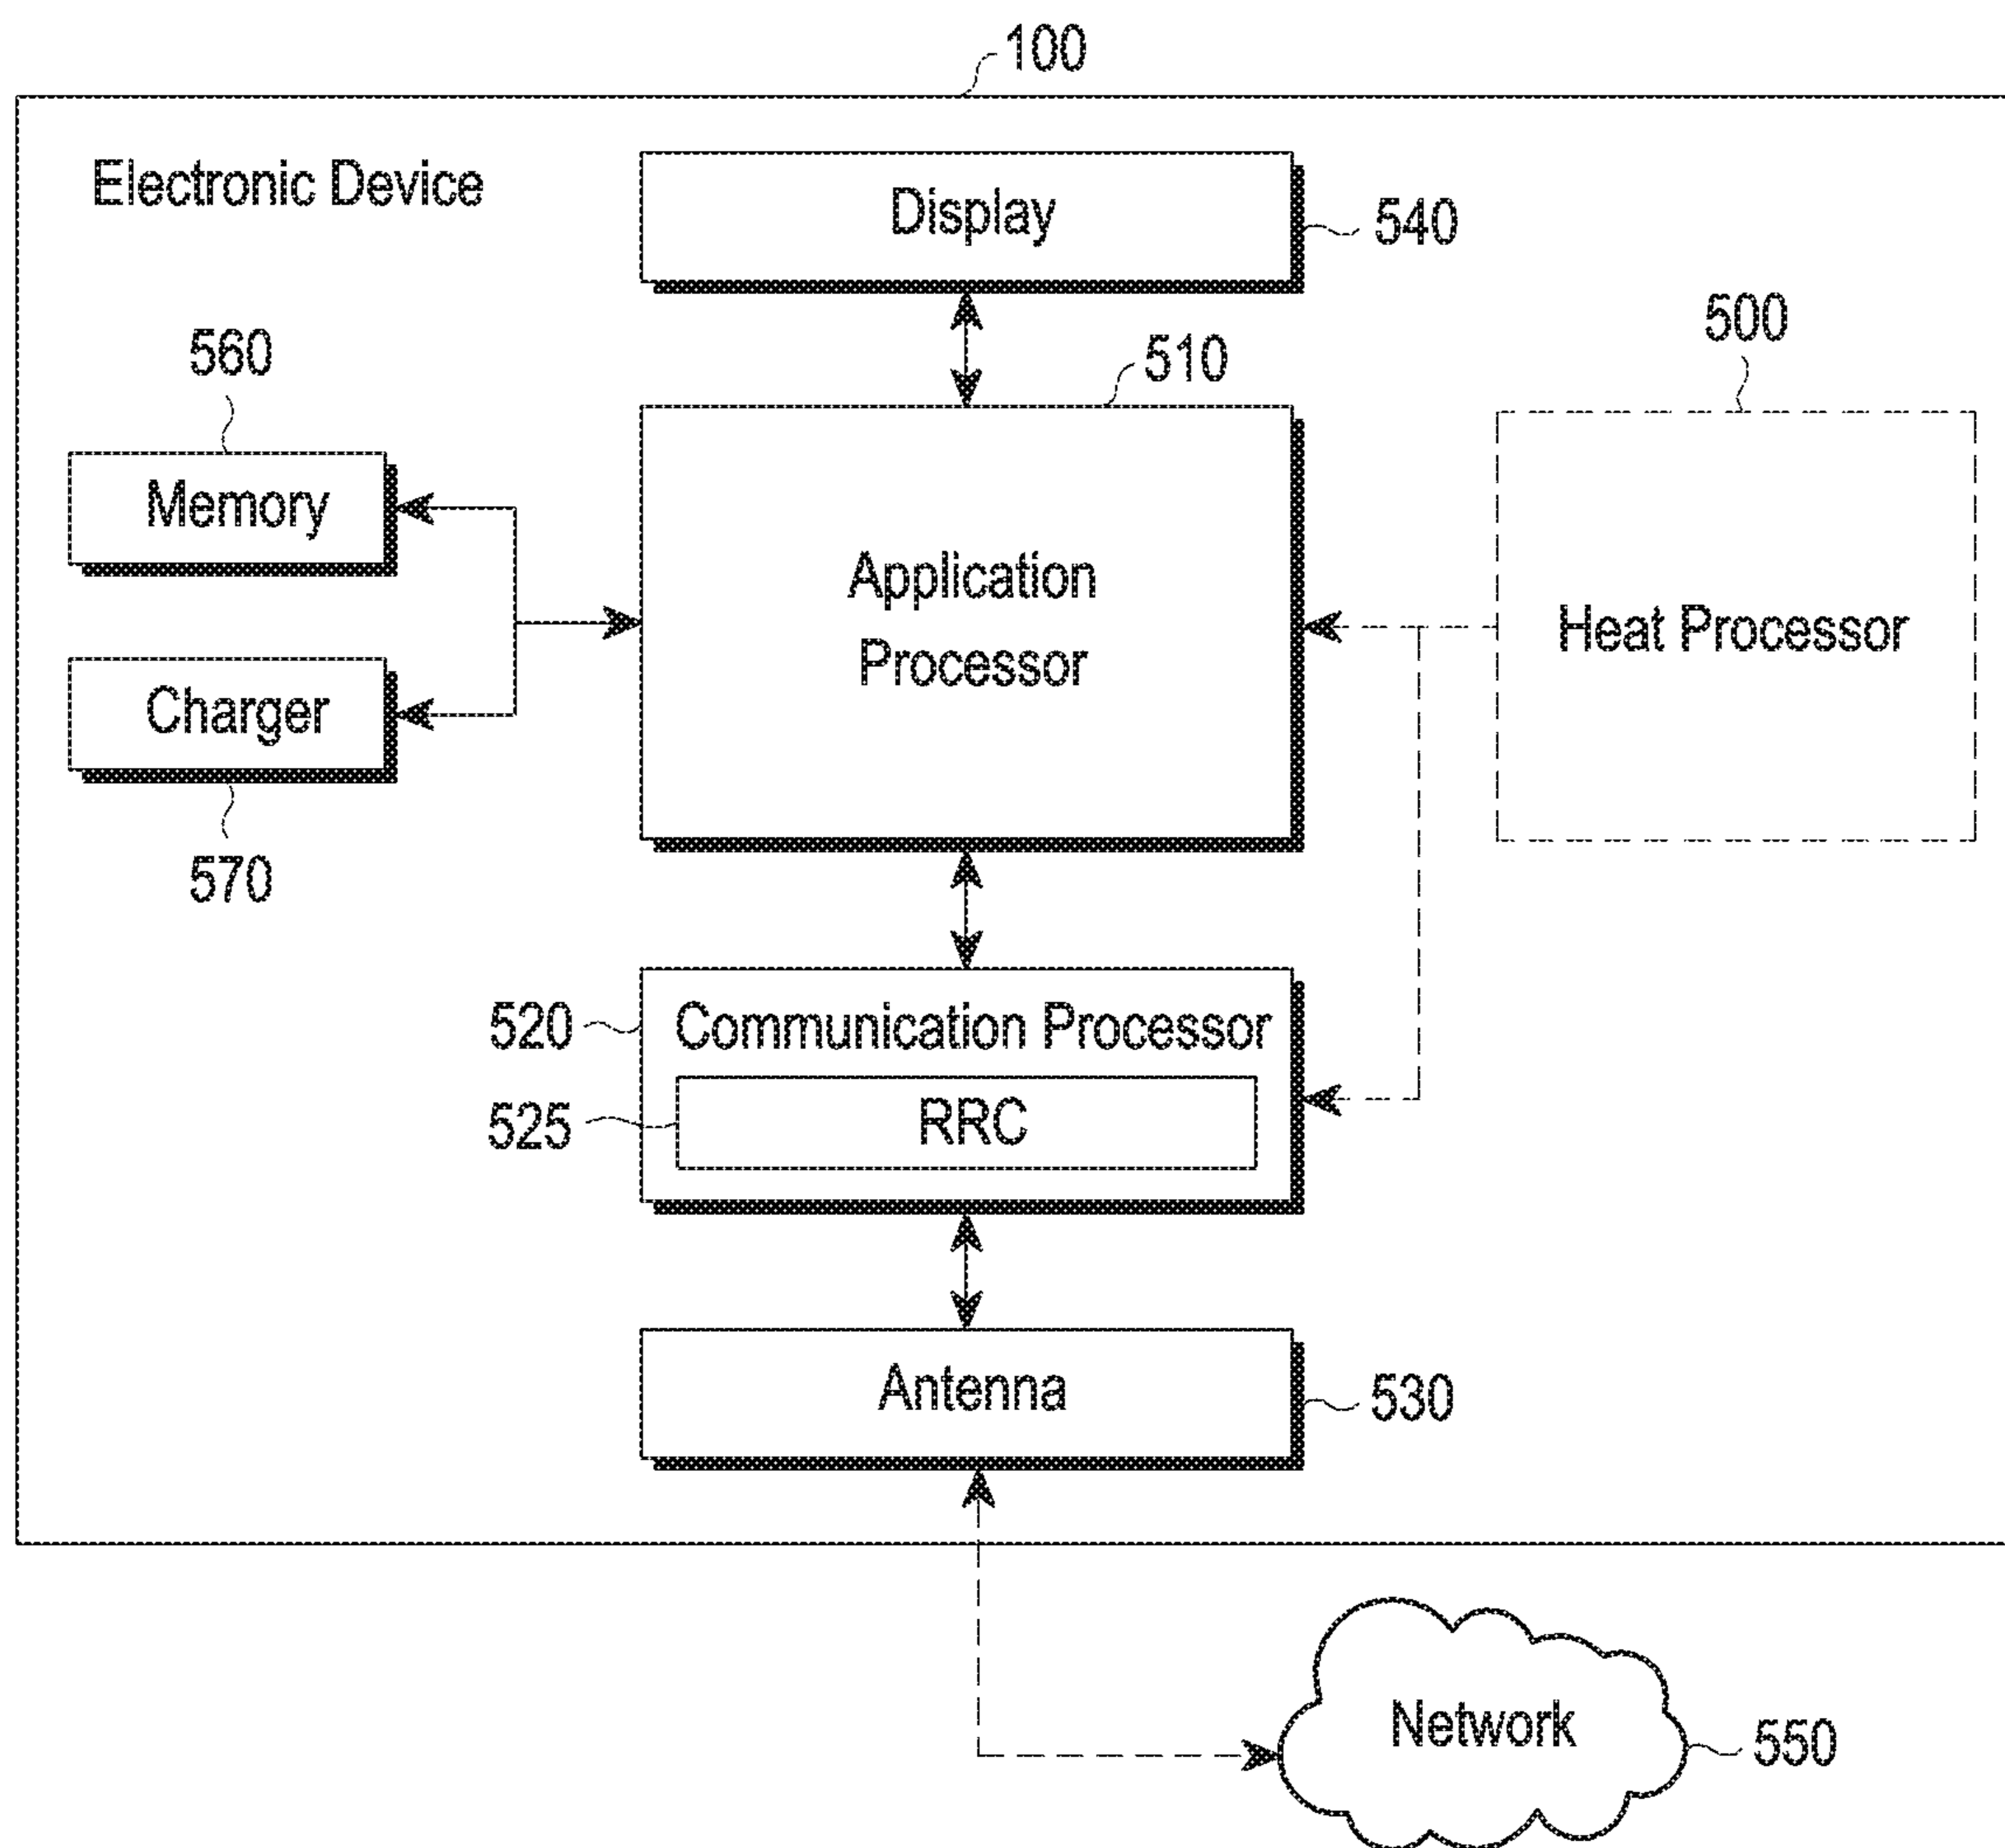 100
Electronic Device
Display
540
560
510
500
Memory
Application
Processor
Heat Processor
Charger
570
520
Communication Processor
525
RRC
Antenna
530
Network
550